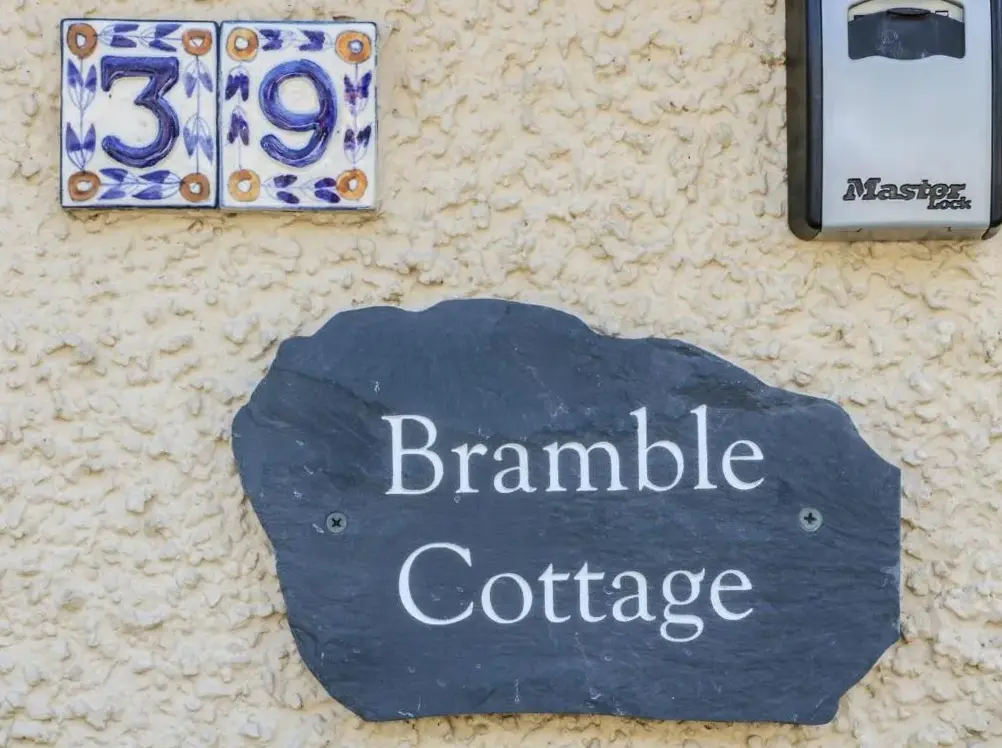 39
Master
Lock
Bramble
Cottage